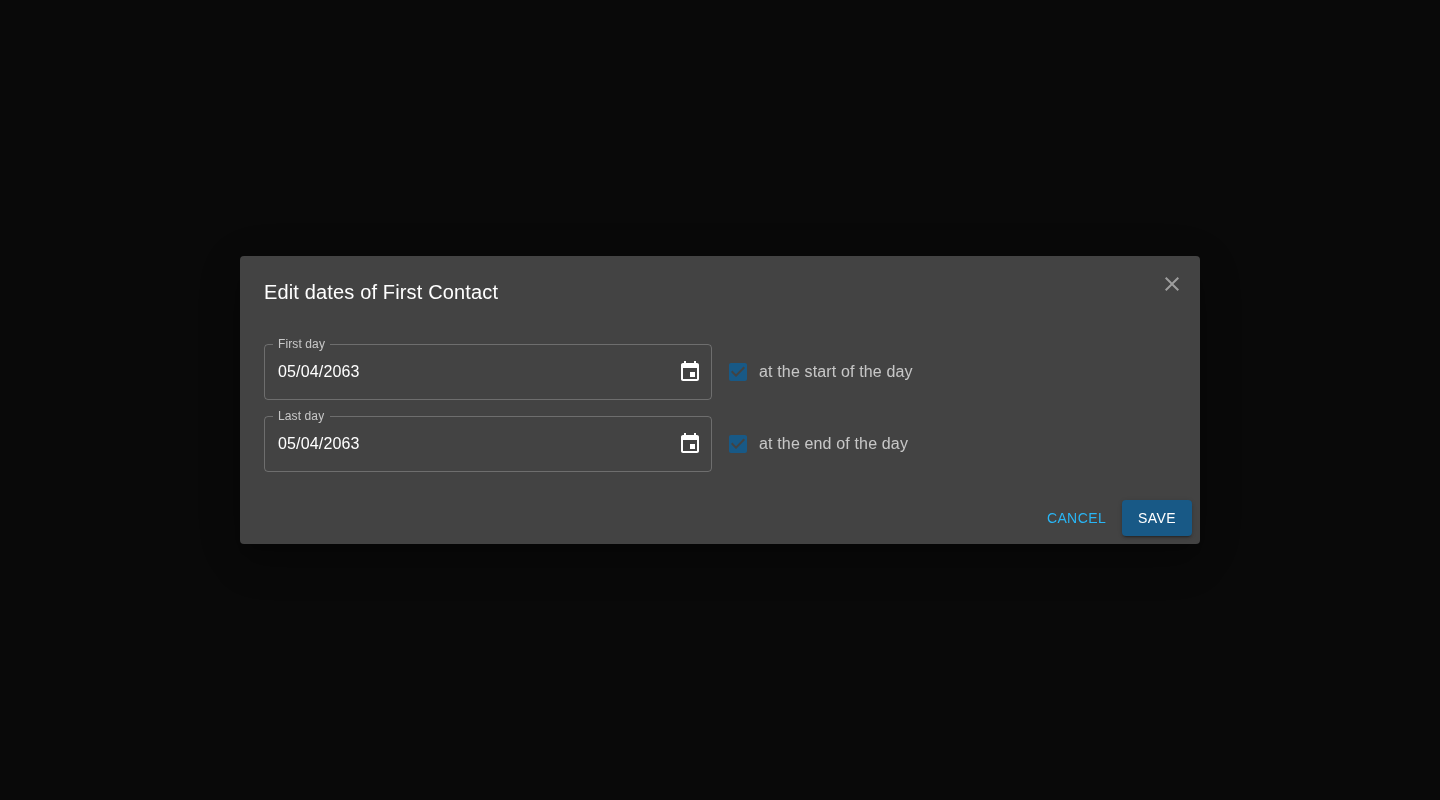 Edit dates of First Contact
First day
05/04/2063
at the start of the day
Last day
05/04/2063
at the end of the day
CANCEL
SAVE